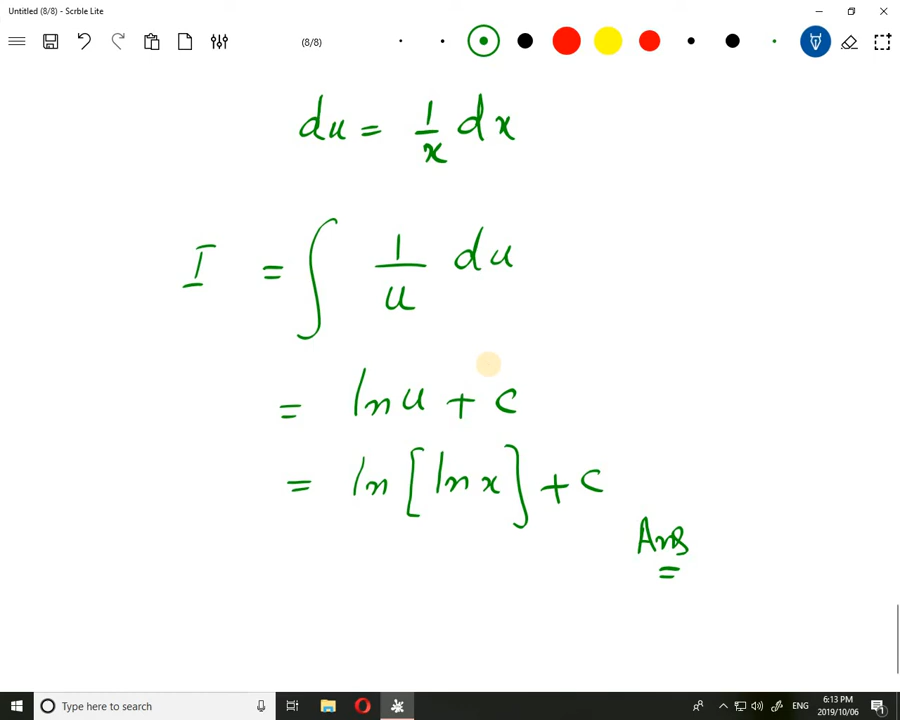 Untitled (8/8) - Scrble Lite
(8/8)
du = 1/x dx
I = ∫ 1/u du
= ln u + c
= ln [ln x] + c
Ans
Type here to search
ENG
6:13 PM
2019/10/06
1